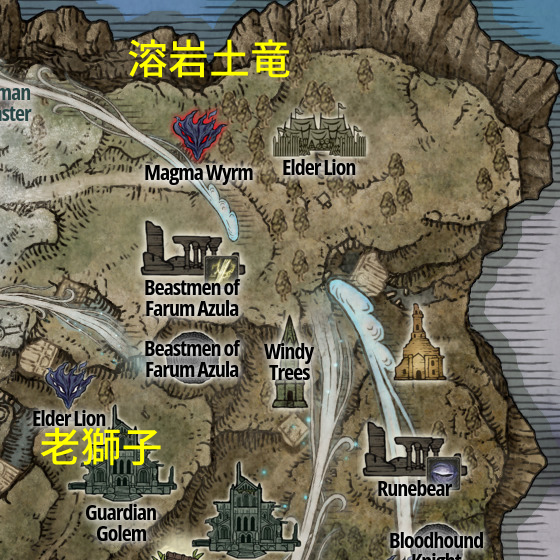 溶岩土竜
man
ster
Magma Wyrm
Elder Lion
Beastmen of
Farum Azula
Beastmen of
Farum Azula
Windy
Trees
Elder Lion
老獅子
Runebear
Guardian
Golem
Bloodhound
Knight